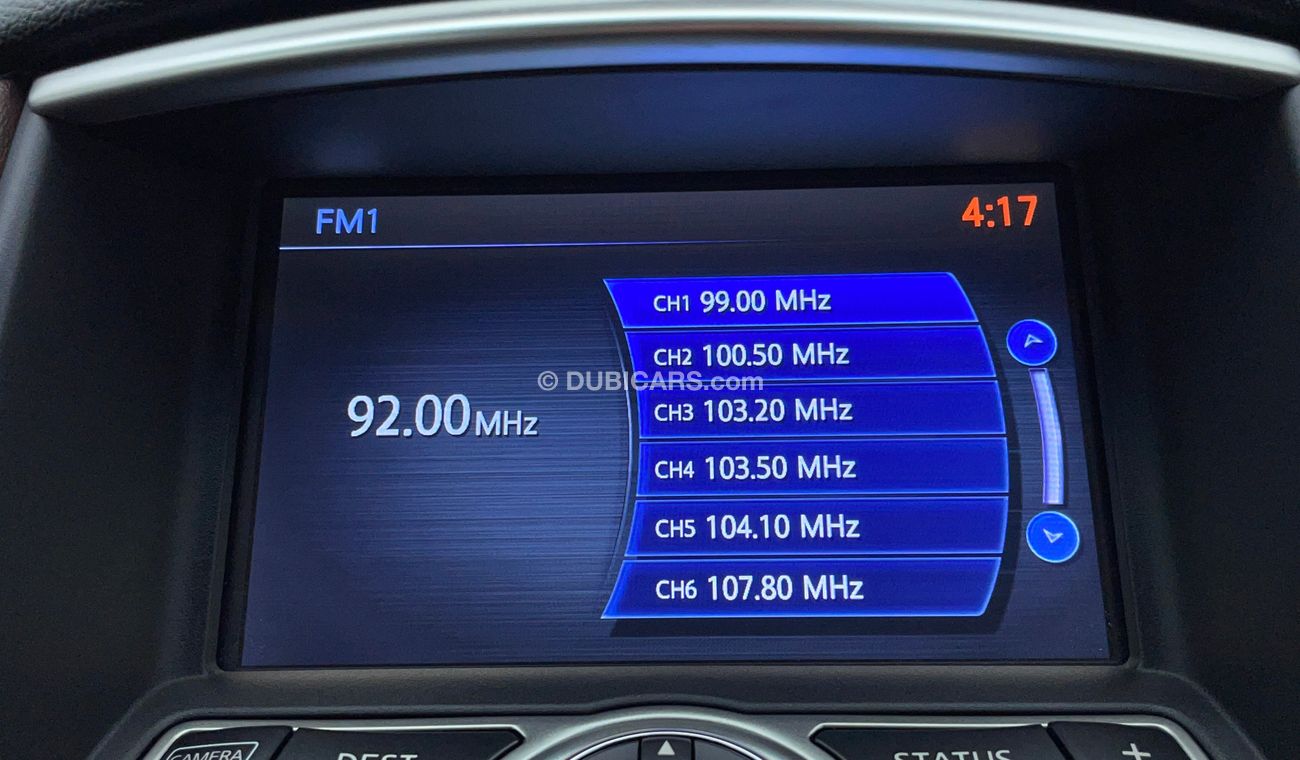 FM1
4:17
92.00 MHz
CH1 99.00 MHz
CH2 100.50 MHz
CH3 103.20 MHz
CH4 103.50 MHz
CH5 104.10 MHz
CH6 107.80 MHz
© DUBICARS.com
CAMERA
DEST
STATUS
+